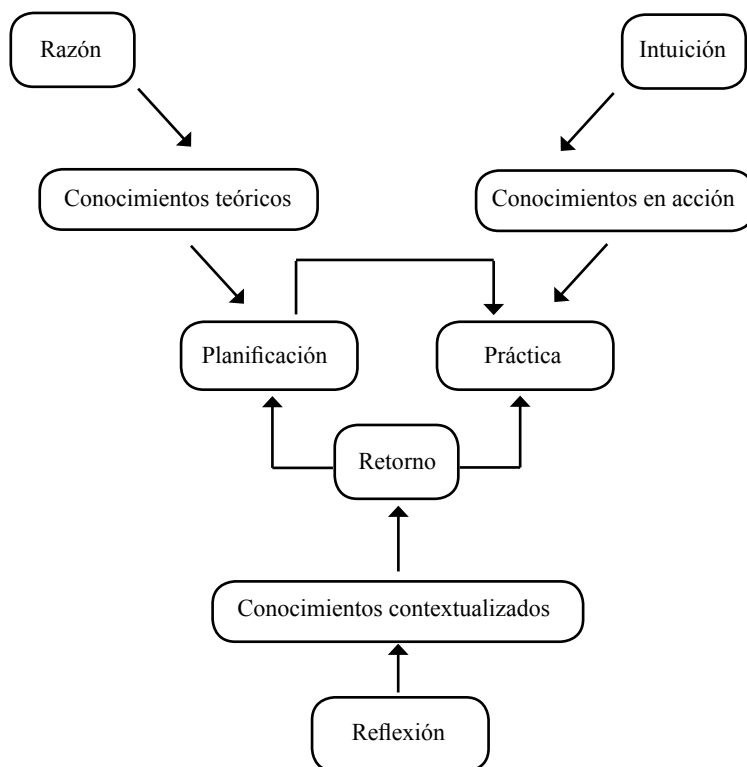 Razón
Intuición
Conocimientos teóricos
Conocimientos en acción
Planificación
Práctica
Retorno
Conocimientos contextualizados
Reflexión